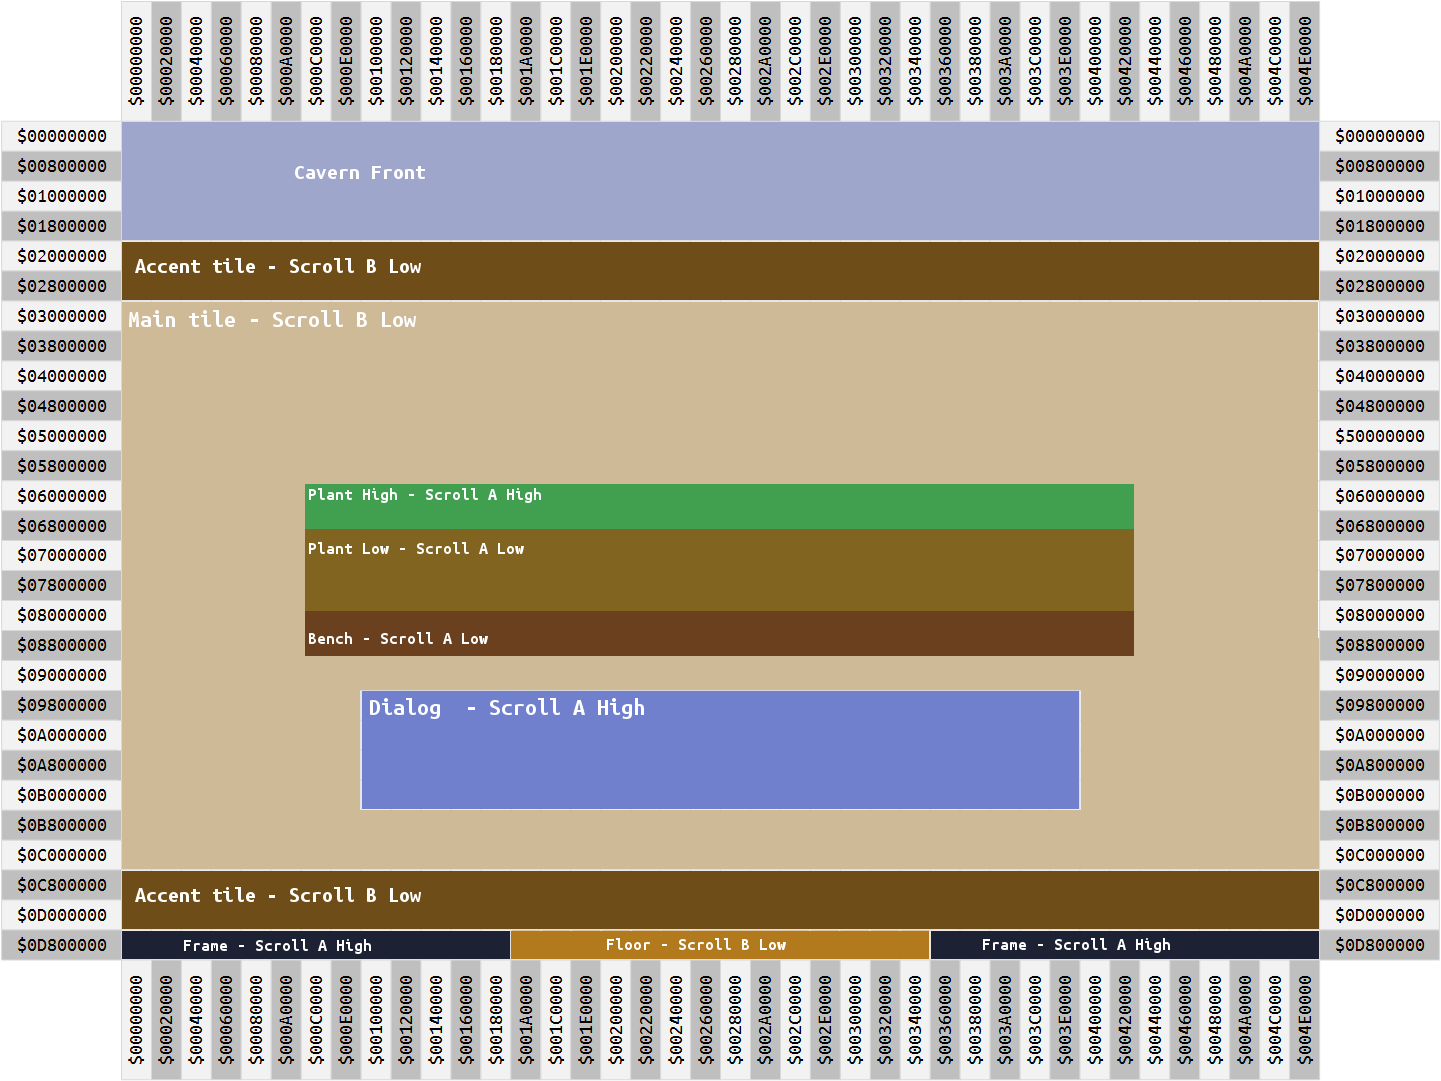 $00000000 $00020000 $00040000 $00060000 $00080000 $000A0000 $000C0000 $000E0000 $00100000 $00120000 $00140000 $00160000 $00180000 $001A0000 $001C0000 $001E0000 $00200000 $00220000 $00240000 $00260000 $00280000 $002A0000 $002C0000 $002E0000 $00300000 $00320000 $00340000 $00360000 $00380000 $003A0000 $003C0000 $003E0000 $00400000 $00420000 $00440000 $00460000 $00480000 $004A0000 $004C0000 $004E0000
$00000000 $00000000
$00800000 Cavern Front $00800000
$01000000 $01000000
$01800000 $01800000
$02000000 Accent tile - Scroll B Low $02000000
$02800000 $02800000
$03000000 Main tile - Scroll B Low $03000000
$03800000 $03800000
$04000000 $04000000
$04800000 $04800000
$05000000 $50000000
$05800000 $05800000
$06000000 Plant High - Scroll A High $06000000
$06800000 $06800000
$07000000 Plant Low - Scroll A Low $07000000
$07800000 $07800000
$08000000 $08000000
$08800000 Bench - Scroll A Low $08800000
$09000000 $09000000
$09800000 Dialog  - Scroll A High $09800000
$0A000000 $0A000000
$0A800000 $0A800000
$0B000000 $0B000000
$0B800000 $0B800000
$0C000000 $0C000000
$0C800000 Accent tile - Scroll B Low $0C800000
$0D000000 $0D000000
$0D800000 Frame - Scroll A High Floor - Scroll B Low Frame - Scroll A High $0D800000
$00000000 $00020000 $00040000 $00060000 $00080000 $000A0000 $000C0000 $000E0000 $00100000 $00120000 $00140000 $00160000 $00180000 $001A0000 $001C0000 $001E0000 $00200000 $00220000 $00240000 $00260000 $00280000 $002A0000 $002C0000 $002E0000 $00300000 $00320000 $00340000 $00360000 $00380000 $003A0000 $003C0000 $003E0000 $00400000 $00420000 $00440000 $00460000 $00480000 $004A0000 $004C0000 $004E0000